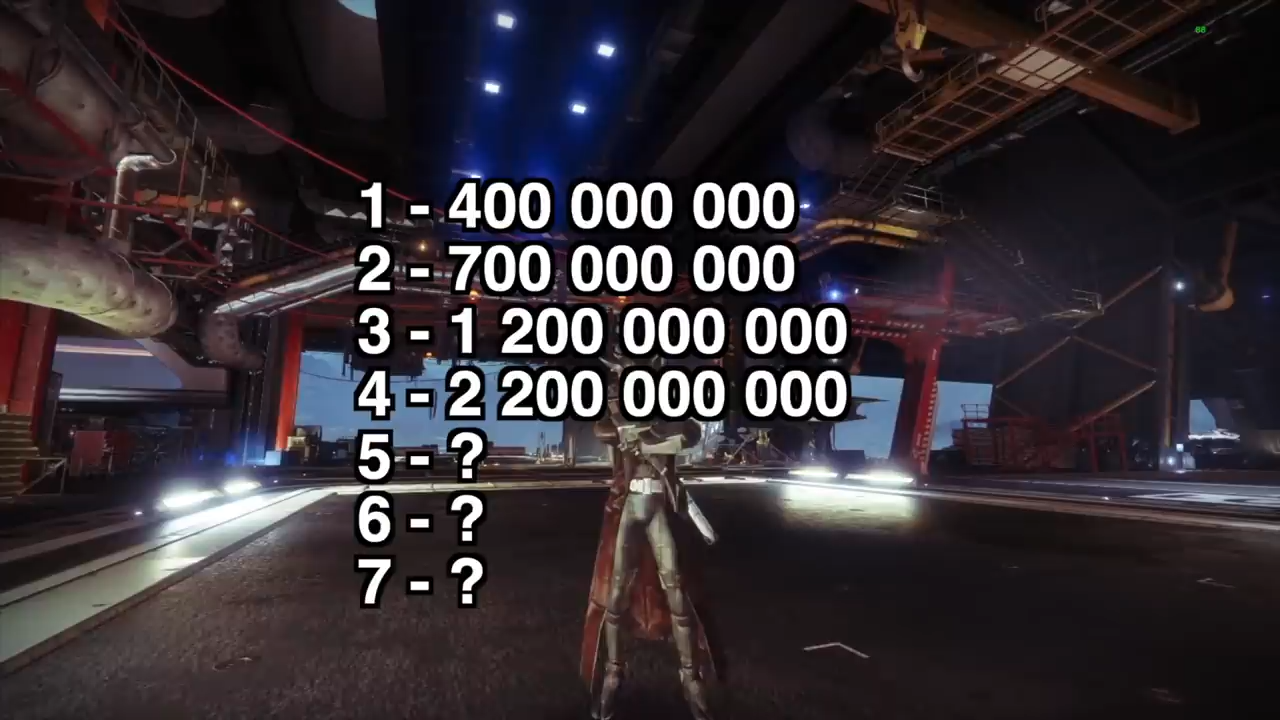 88
1 - 400 000 000
2 - 700 000 000
3 - 1 200 000 000
4 - 2 200 000 000
5 - ?
6 - ?
7 - ?